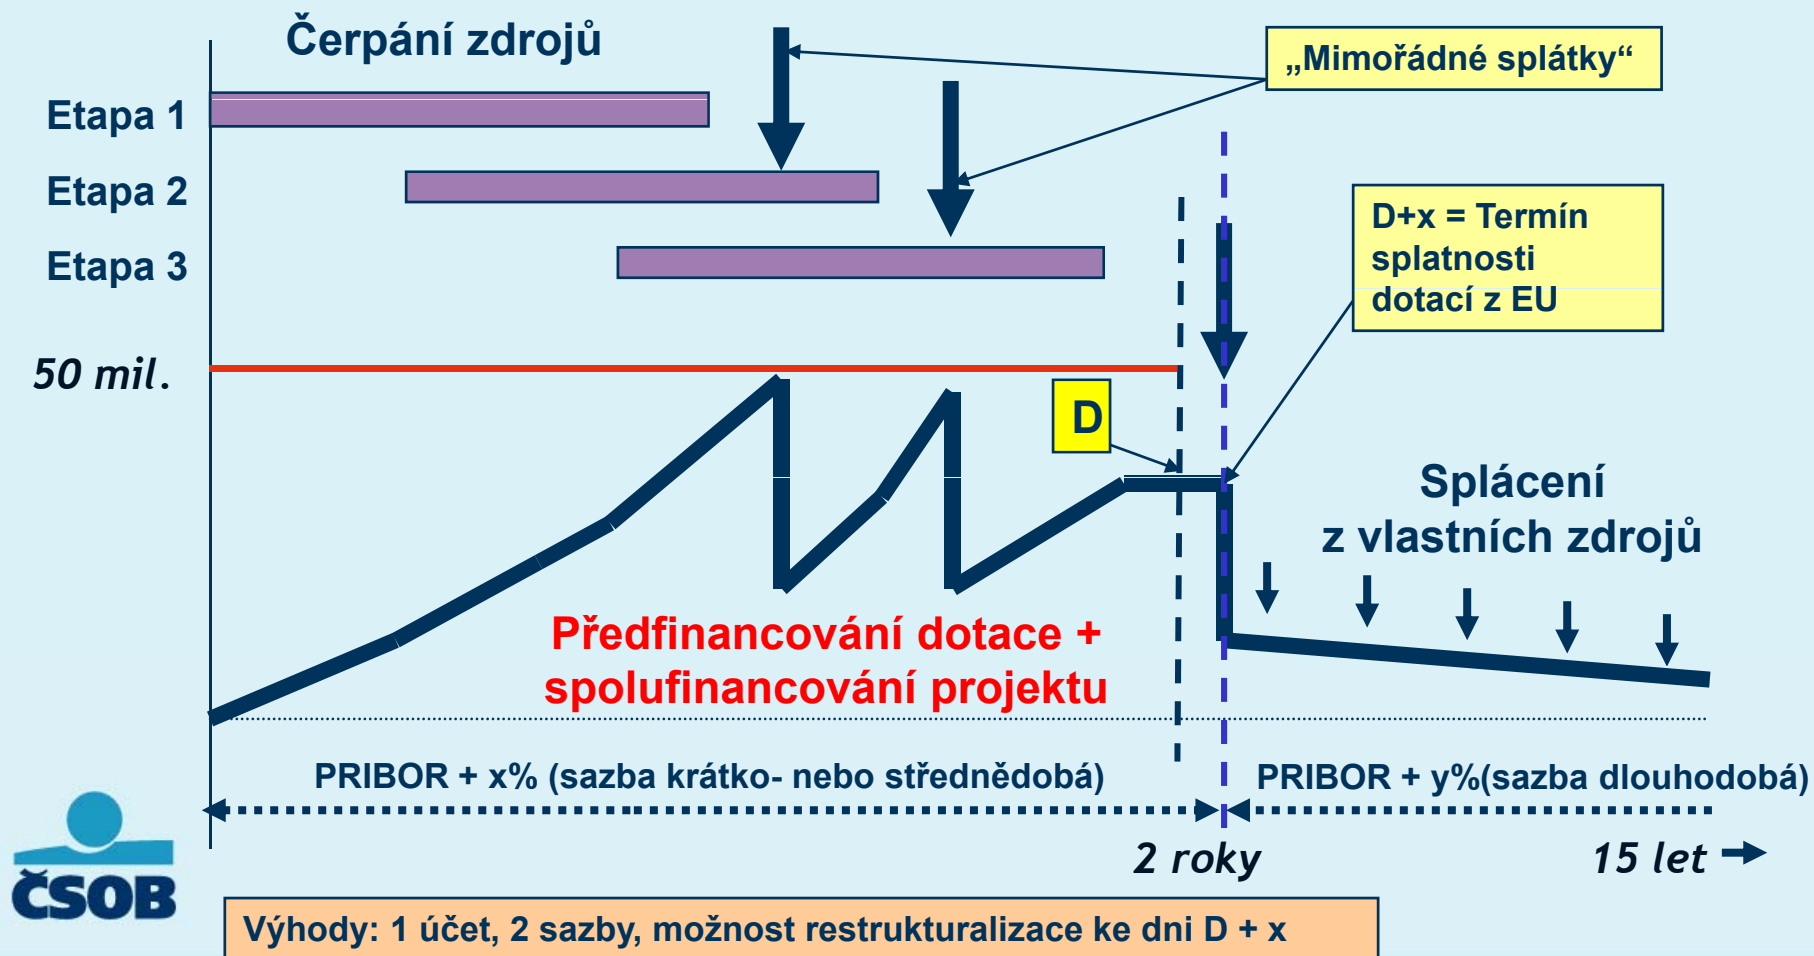 Čerpání zdrojů
„Mimořádné splátky“
Etapa 1
Etapa 2
Etapa 3
D+x = Termín
splatnosti
dotací z EU
50 mil.
D
Splácení
z vlastních zdrojů
Předfinancování dotace +
spolufinancování projektu
PRIBOR + x% (sazba krátko- nebo střednědobá)
PRIBOR + y%(sazba dlouhodobá)
2 roky
15 let
ČSOB
Výhody: 1 účet, 2 sazby, možnost restrukturalizace ke dni D + x